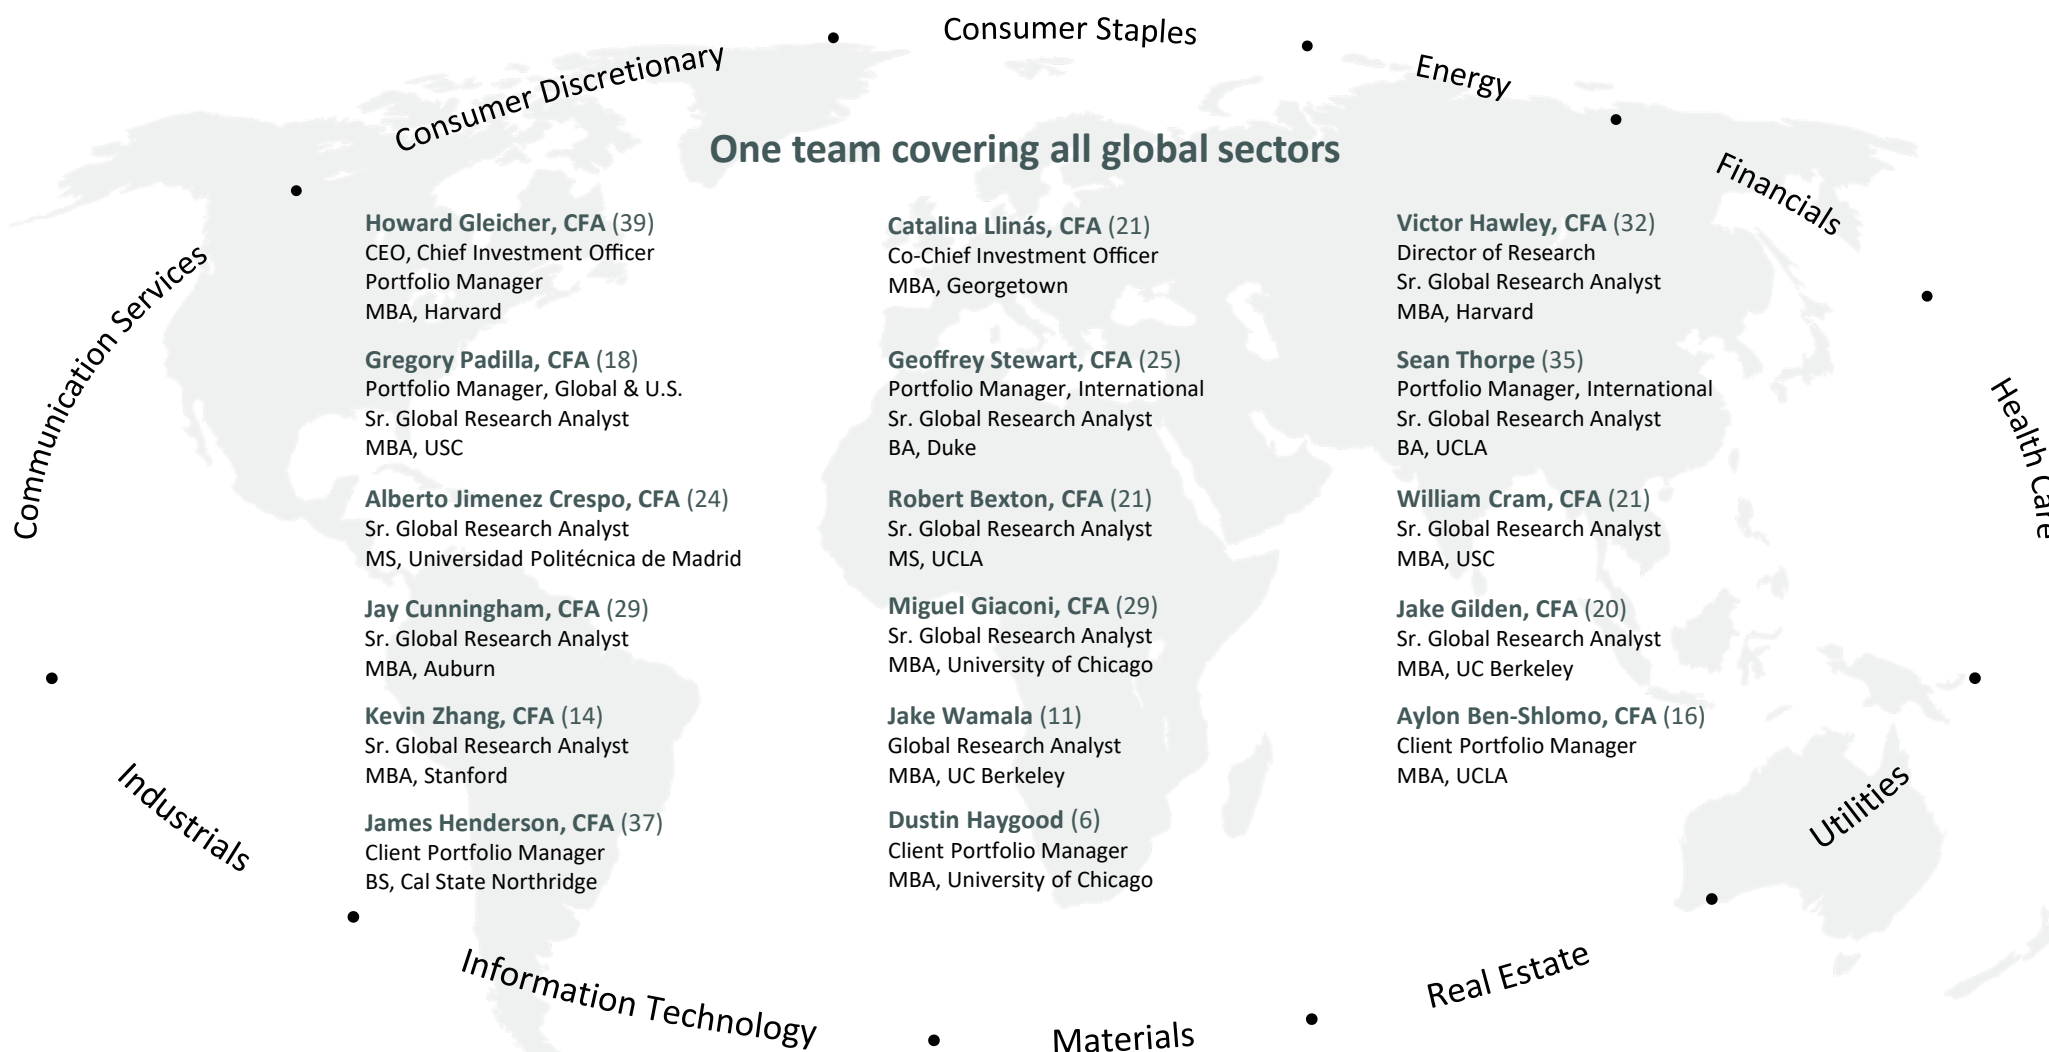 Consumer Staples
Consumer Discretionary
Energy
Financials
Communication Services
Health Care
One team covering all global sectors
Howard Gleicher, CFA (39)
CEO, Chief Investment Officer
Portfolio Manager
MBA, Harvard
Catalina Llinás, CFA (21)
Co-Chief Investment Officer
MBA, Georgetown
Victor Hawley, CFA (32)
Director of Research
Sr. Global Research Analyst
MBA, Harvard
Gregory Padilla, CFA (18)
Portfolio Manager, Global & U.S.
Sr. Global Research Analyst
MBA, USC
Geoffrey Stewart, CFA (25)
Portfolio Manager, International
Sr. Global Research Analyst
BA, Duke
Sean Thorpe (35)
Portfolio Manager, International
Sr. Global Research Analyst
BA, UCLA
Alberto Jimenez Crespo, CFA (24)
Sr. Global Research Analyst
MS, Universidad Politécnica de Madrid
Robert Bexton, CFA (21)
Sr. Global Research Analyst
MS, UCLA
William Cram, CFA (21)
Sr. Global Research Analyst
MBA, USC
Jay Cunningham, CFA (29)
Sr. Global Research Analyst
MBA, Auburn
Miguel Giaconi, CFA (29)
Sr. Global Research Analyst
MBA, University of Chicago
Jake Gilden, CFA (20)
Sr. Global Research Analyst
MBA, UC Berkeley
Kevin Zhang, CFA (14)
Sr. Global Research Analyst
MBA, Stanford
Jake Wamala (11)
Global Research Analyst
MBA, UC Berkeley
Aylon Ben-Shlomo, CFA (16)
Client Portfolio Manager
MBA, UCLA
James Henderson, CFA (37)
Client Portfolio Manager
BS, Cal State Northridge
Dustin Haygood (6)
Client Portfolio Manager
MBA, University of Chicago
Industrials
Utilities
Information Technology
Real Estate
Materials